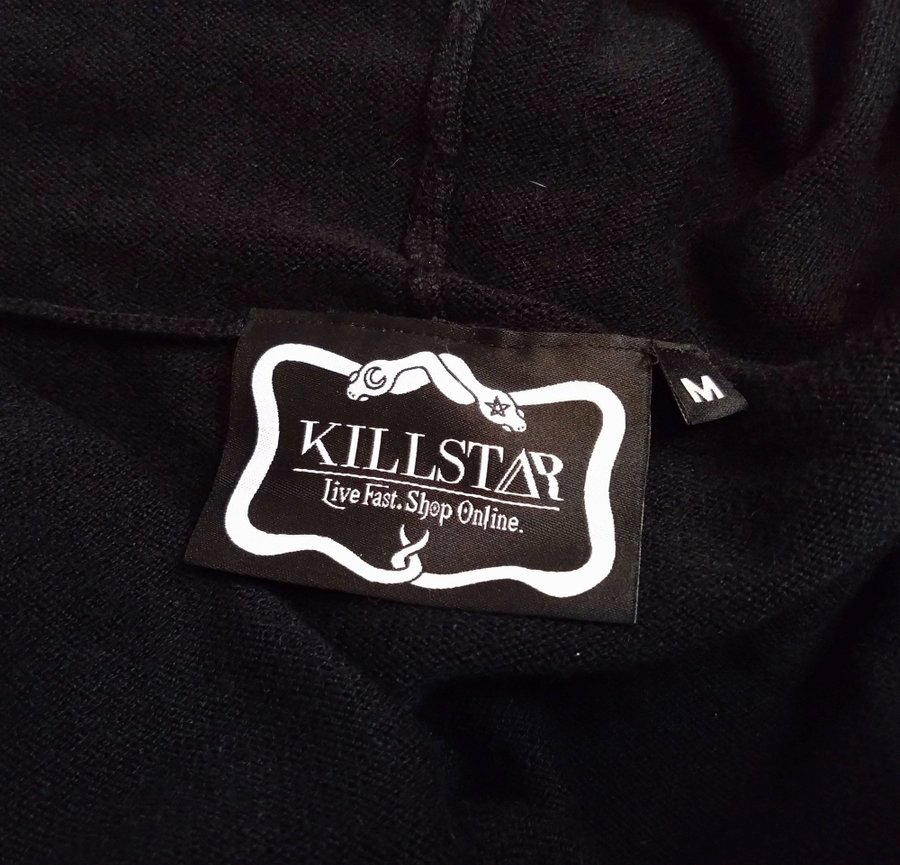 KILLSTAR
Live Fast. Shop Online.
M